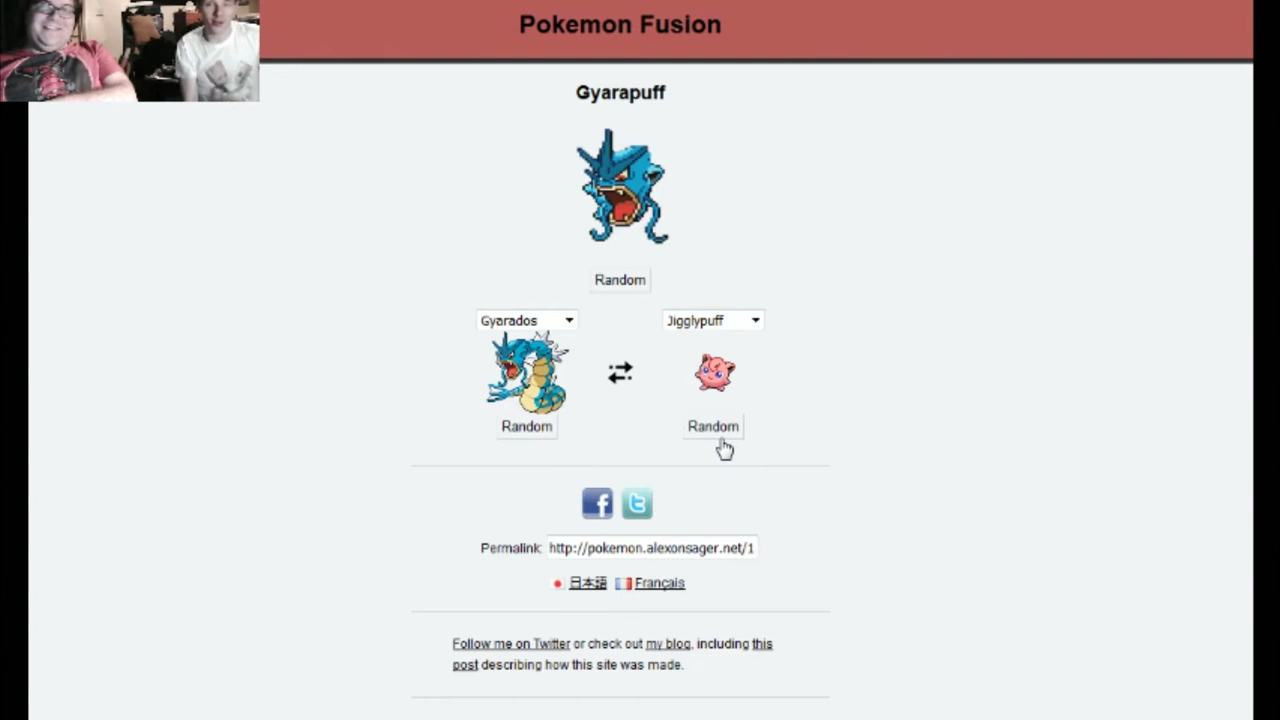 Pokemon Fusion
Gyarapuff
Random
Gyarados Jigglypuff
Random Random
f t
Permalink: http://pokemon.alexonsager.net/1
日本語 Français
Follow me on Twitter or check out my blog, including this
post describing how this site was made.